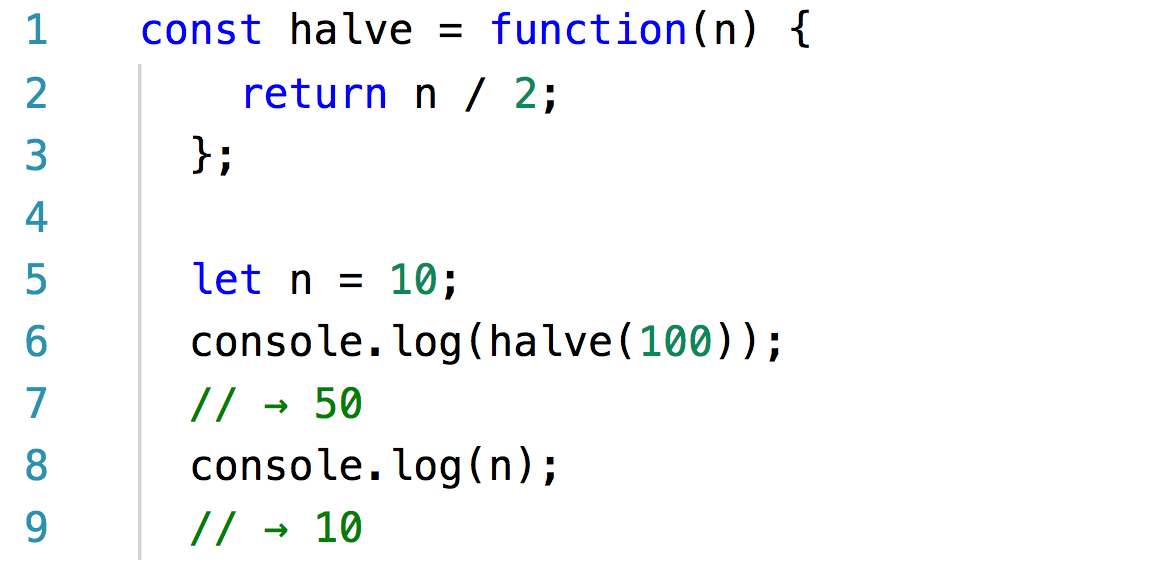 1 const halve = function(n) {
2 return n / 2;
3 };
4
5 let n = 10;
6 console.log(halve(100));
7 // → 50
8 console.log(n);
9 // → 10